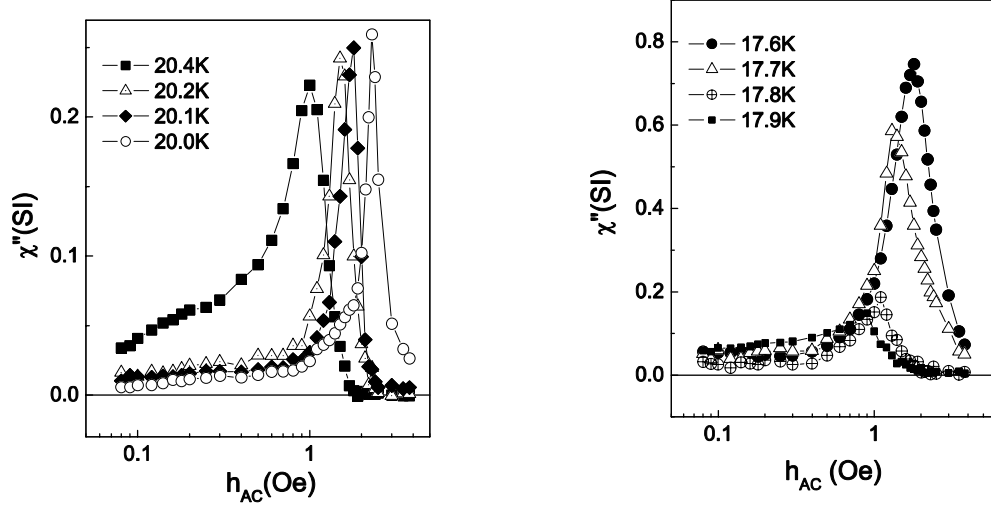 20.4K
20.2K
20.1K
20.0K
0.2
0.1
0.0
χ"(SI)
0.1
1
h_AC(Oe)
17.6K
17.7K
17.8K
17.9K
0.8
0.6
0.4
0.2
0.0
χ"(SI)
0.1
1
h_AC (Oe)